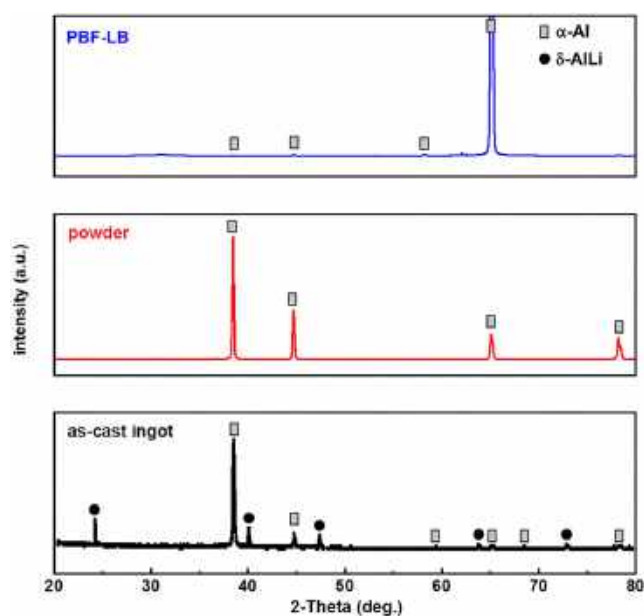 PBF-LB
α-Al
δ-AlLi
powder
intensity (a.u.)
as-cast ingot
20 30 40 50 60 70 80
2-Theta (deg.)